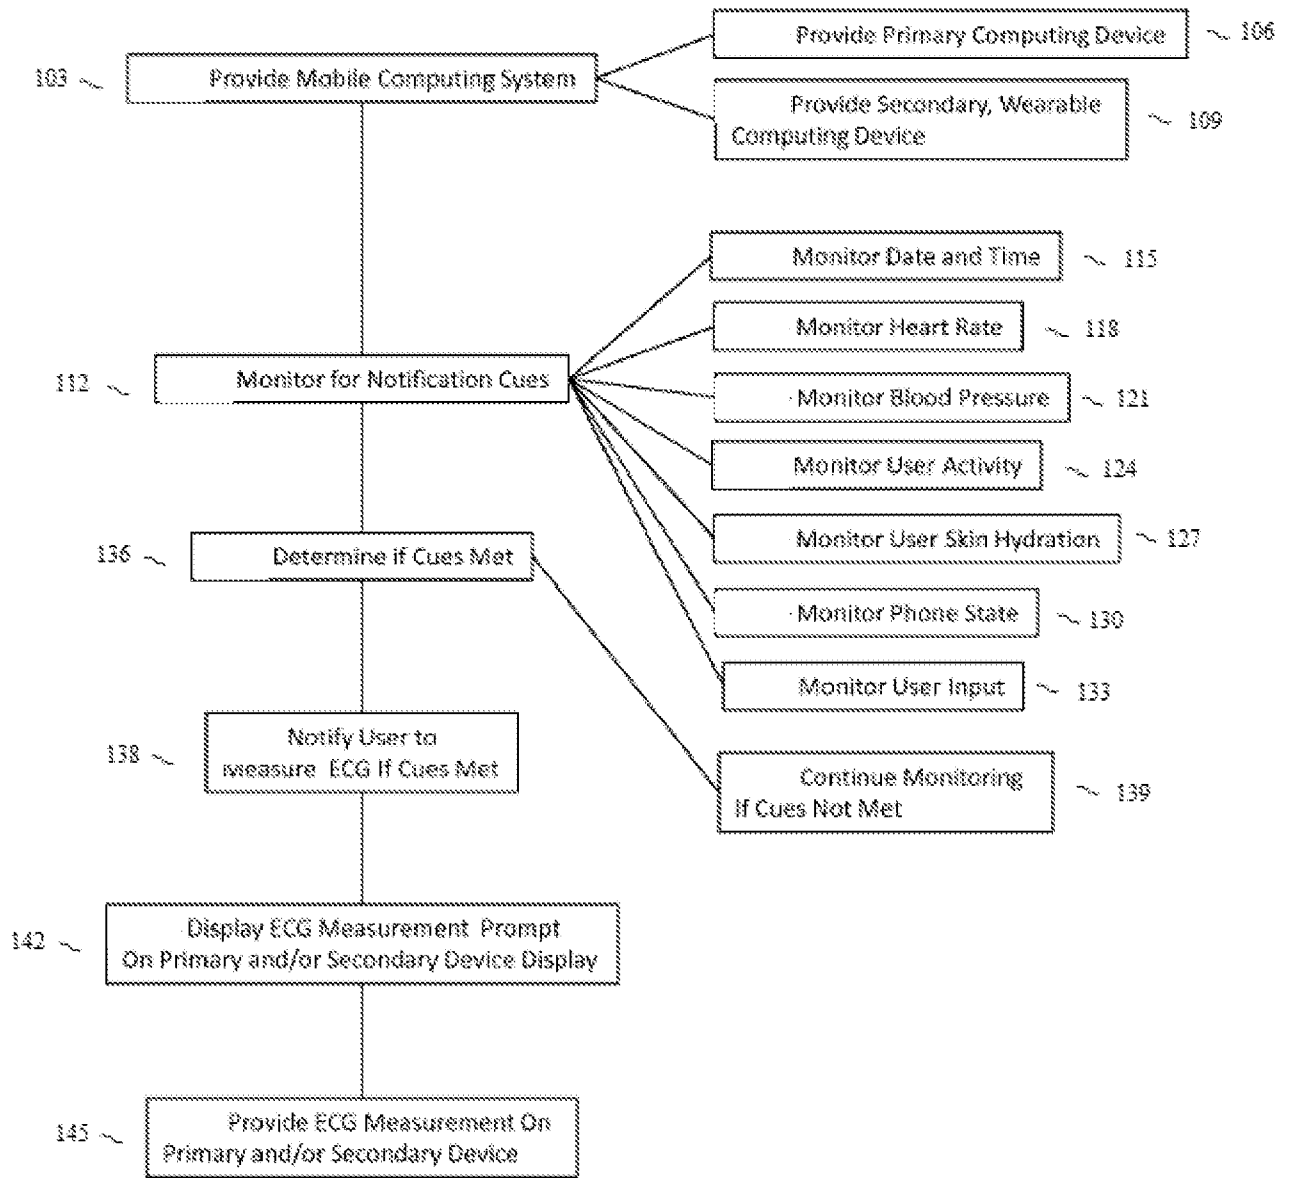 Provide Primary Computing Device
106
103
Provide Mobile Computing System
Provide Secondary, Wearable
Computing Device
109
Monitor Date and Time
115
Monitor Heart Rate
118
112
Monitor for Notification Cues
Monitor Blood Pressure
121
Monitor User Activity
124
136
Determine if Cues Met
Monitor User Skin Hydration
127
Monitor Phone State
130
Monitor User Input
133
138
Notify User to
Measure ECG If Cues Met
Continue Monitoring
If Cues Not Met
139
142
Display ECG Measurement Prompt
On Primary and/or Secondary Device Display
145
Provide ECG Measurement On
Primary and/or Secondary Device